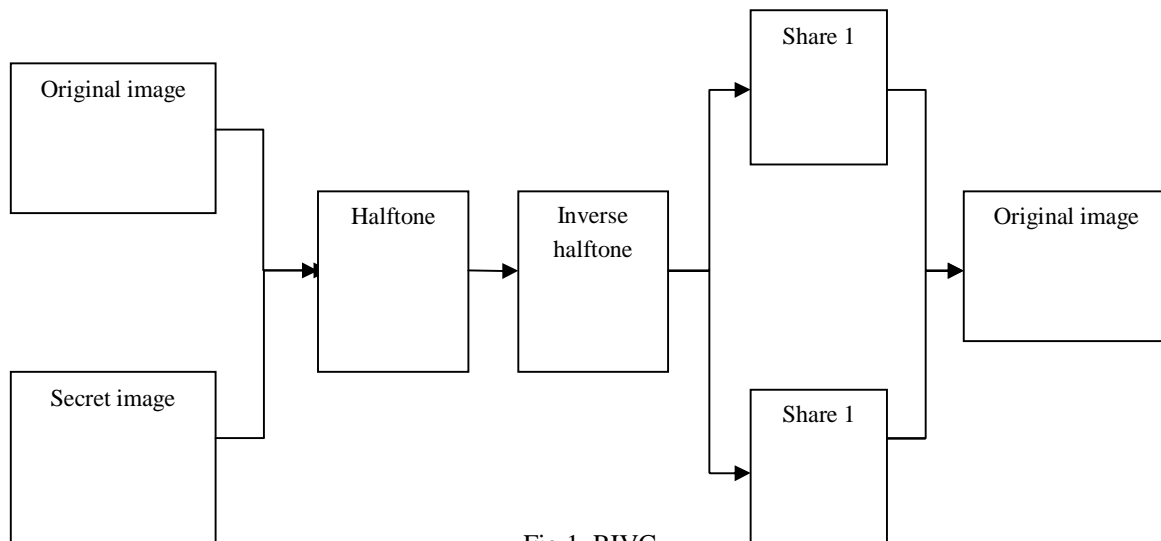 Share 1
Original image
Halftone
Inverse
halftone
Original image
Secret image
Share 1